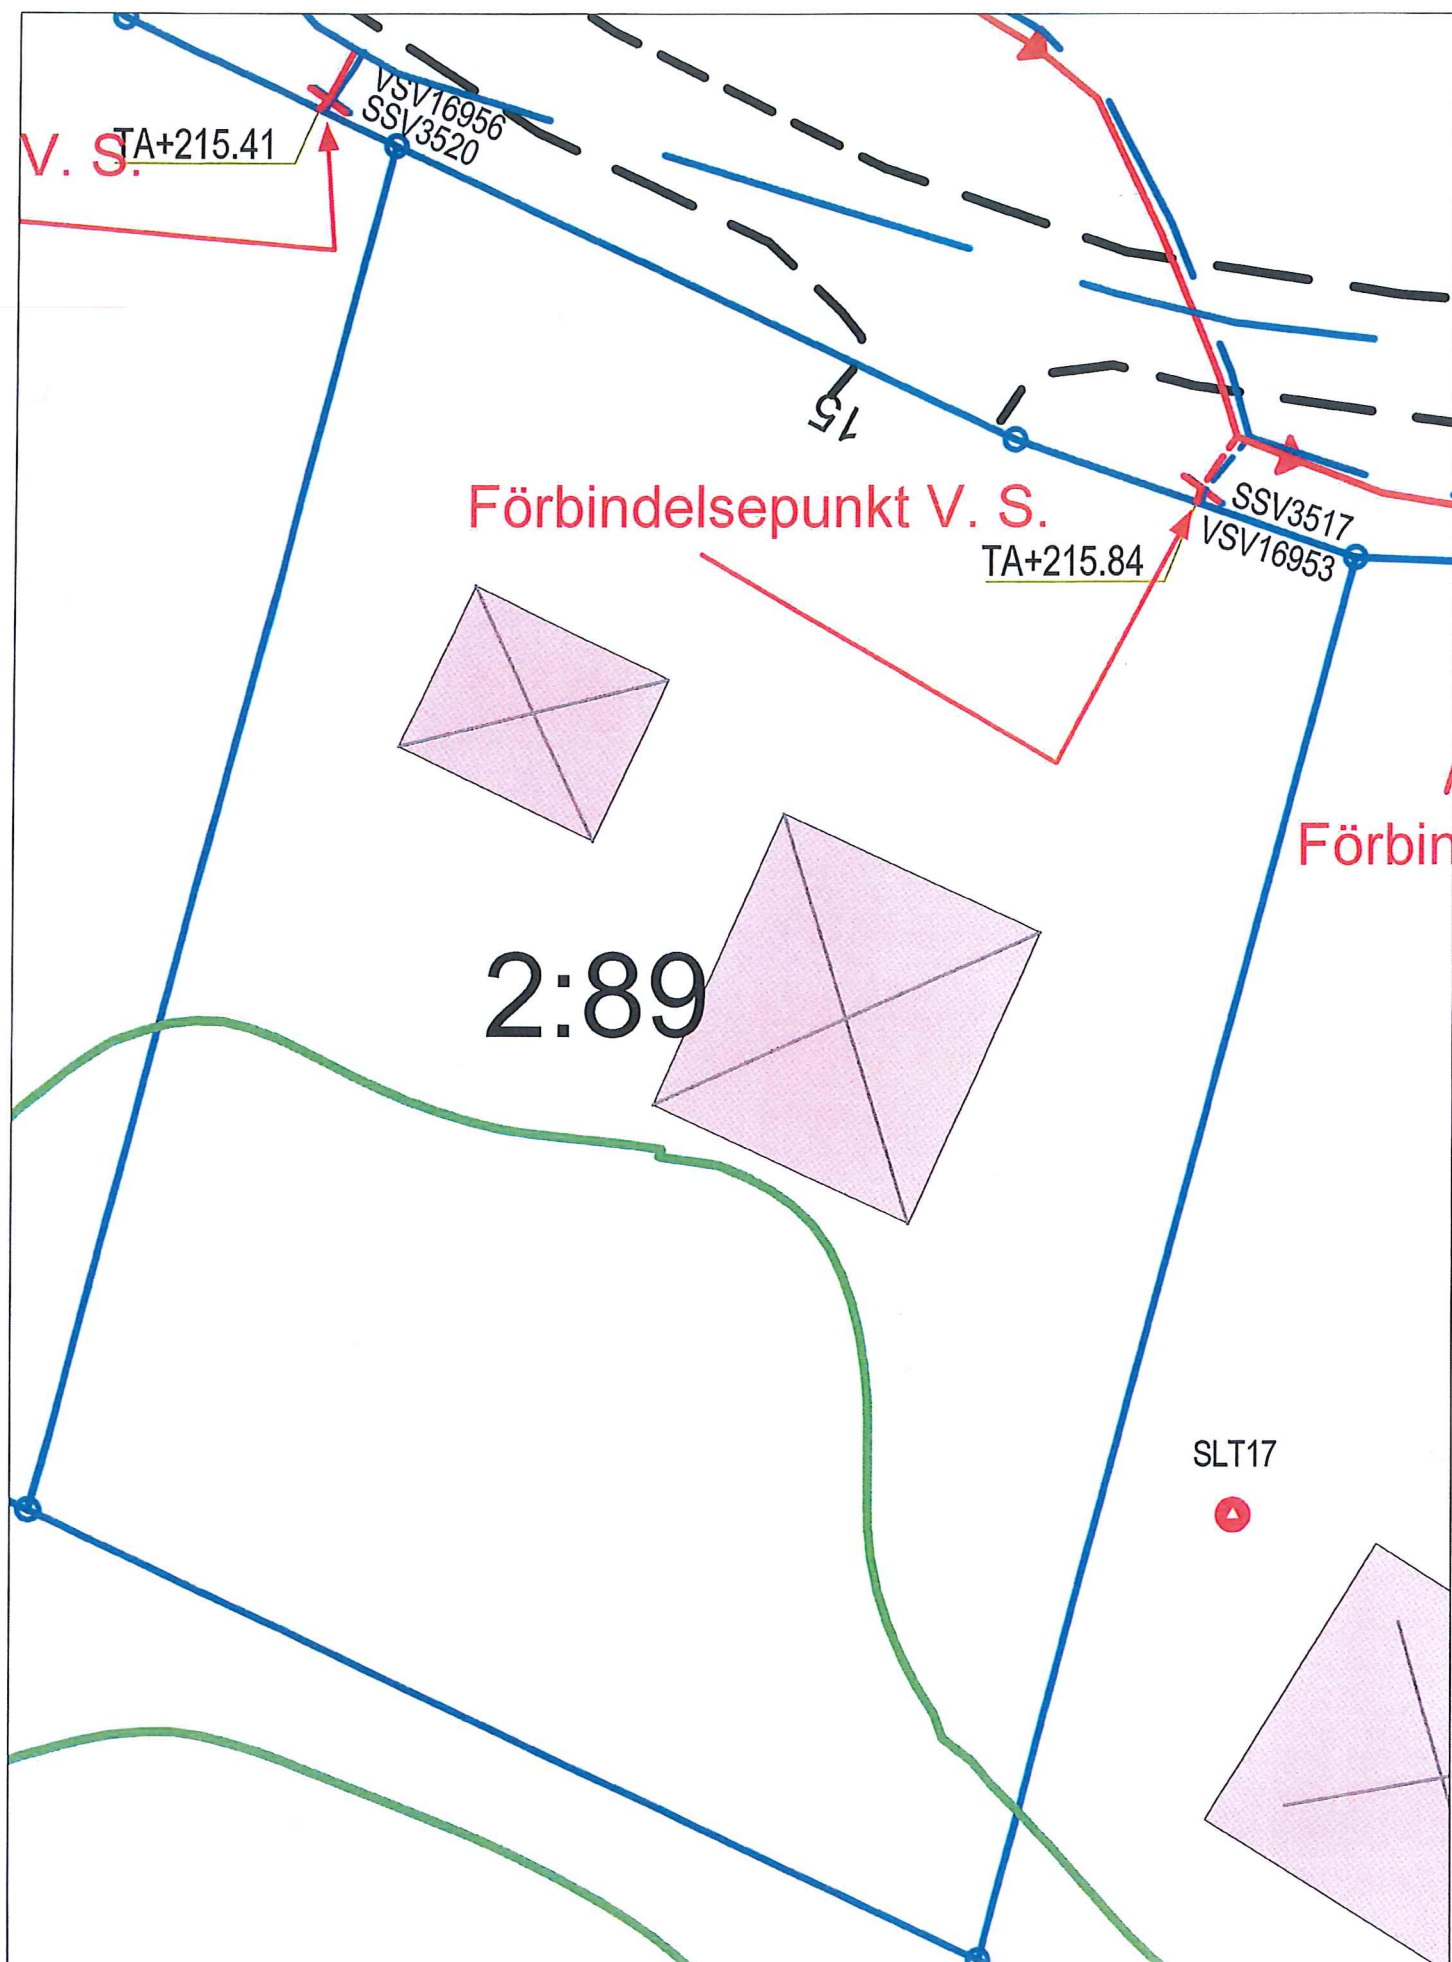 VSV16956
SSV3520
TA+215.41
V. S.
15
Förbindelsepunkt V. S.
SSV3517
VSV16953
TA+215.84
Förbin
2:89
SLT17